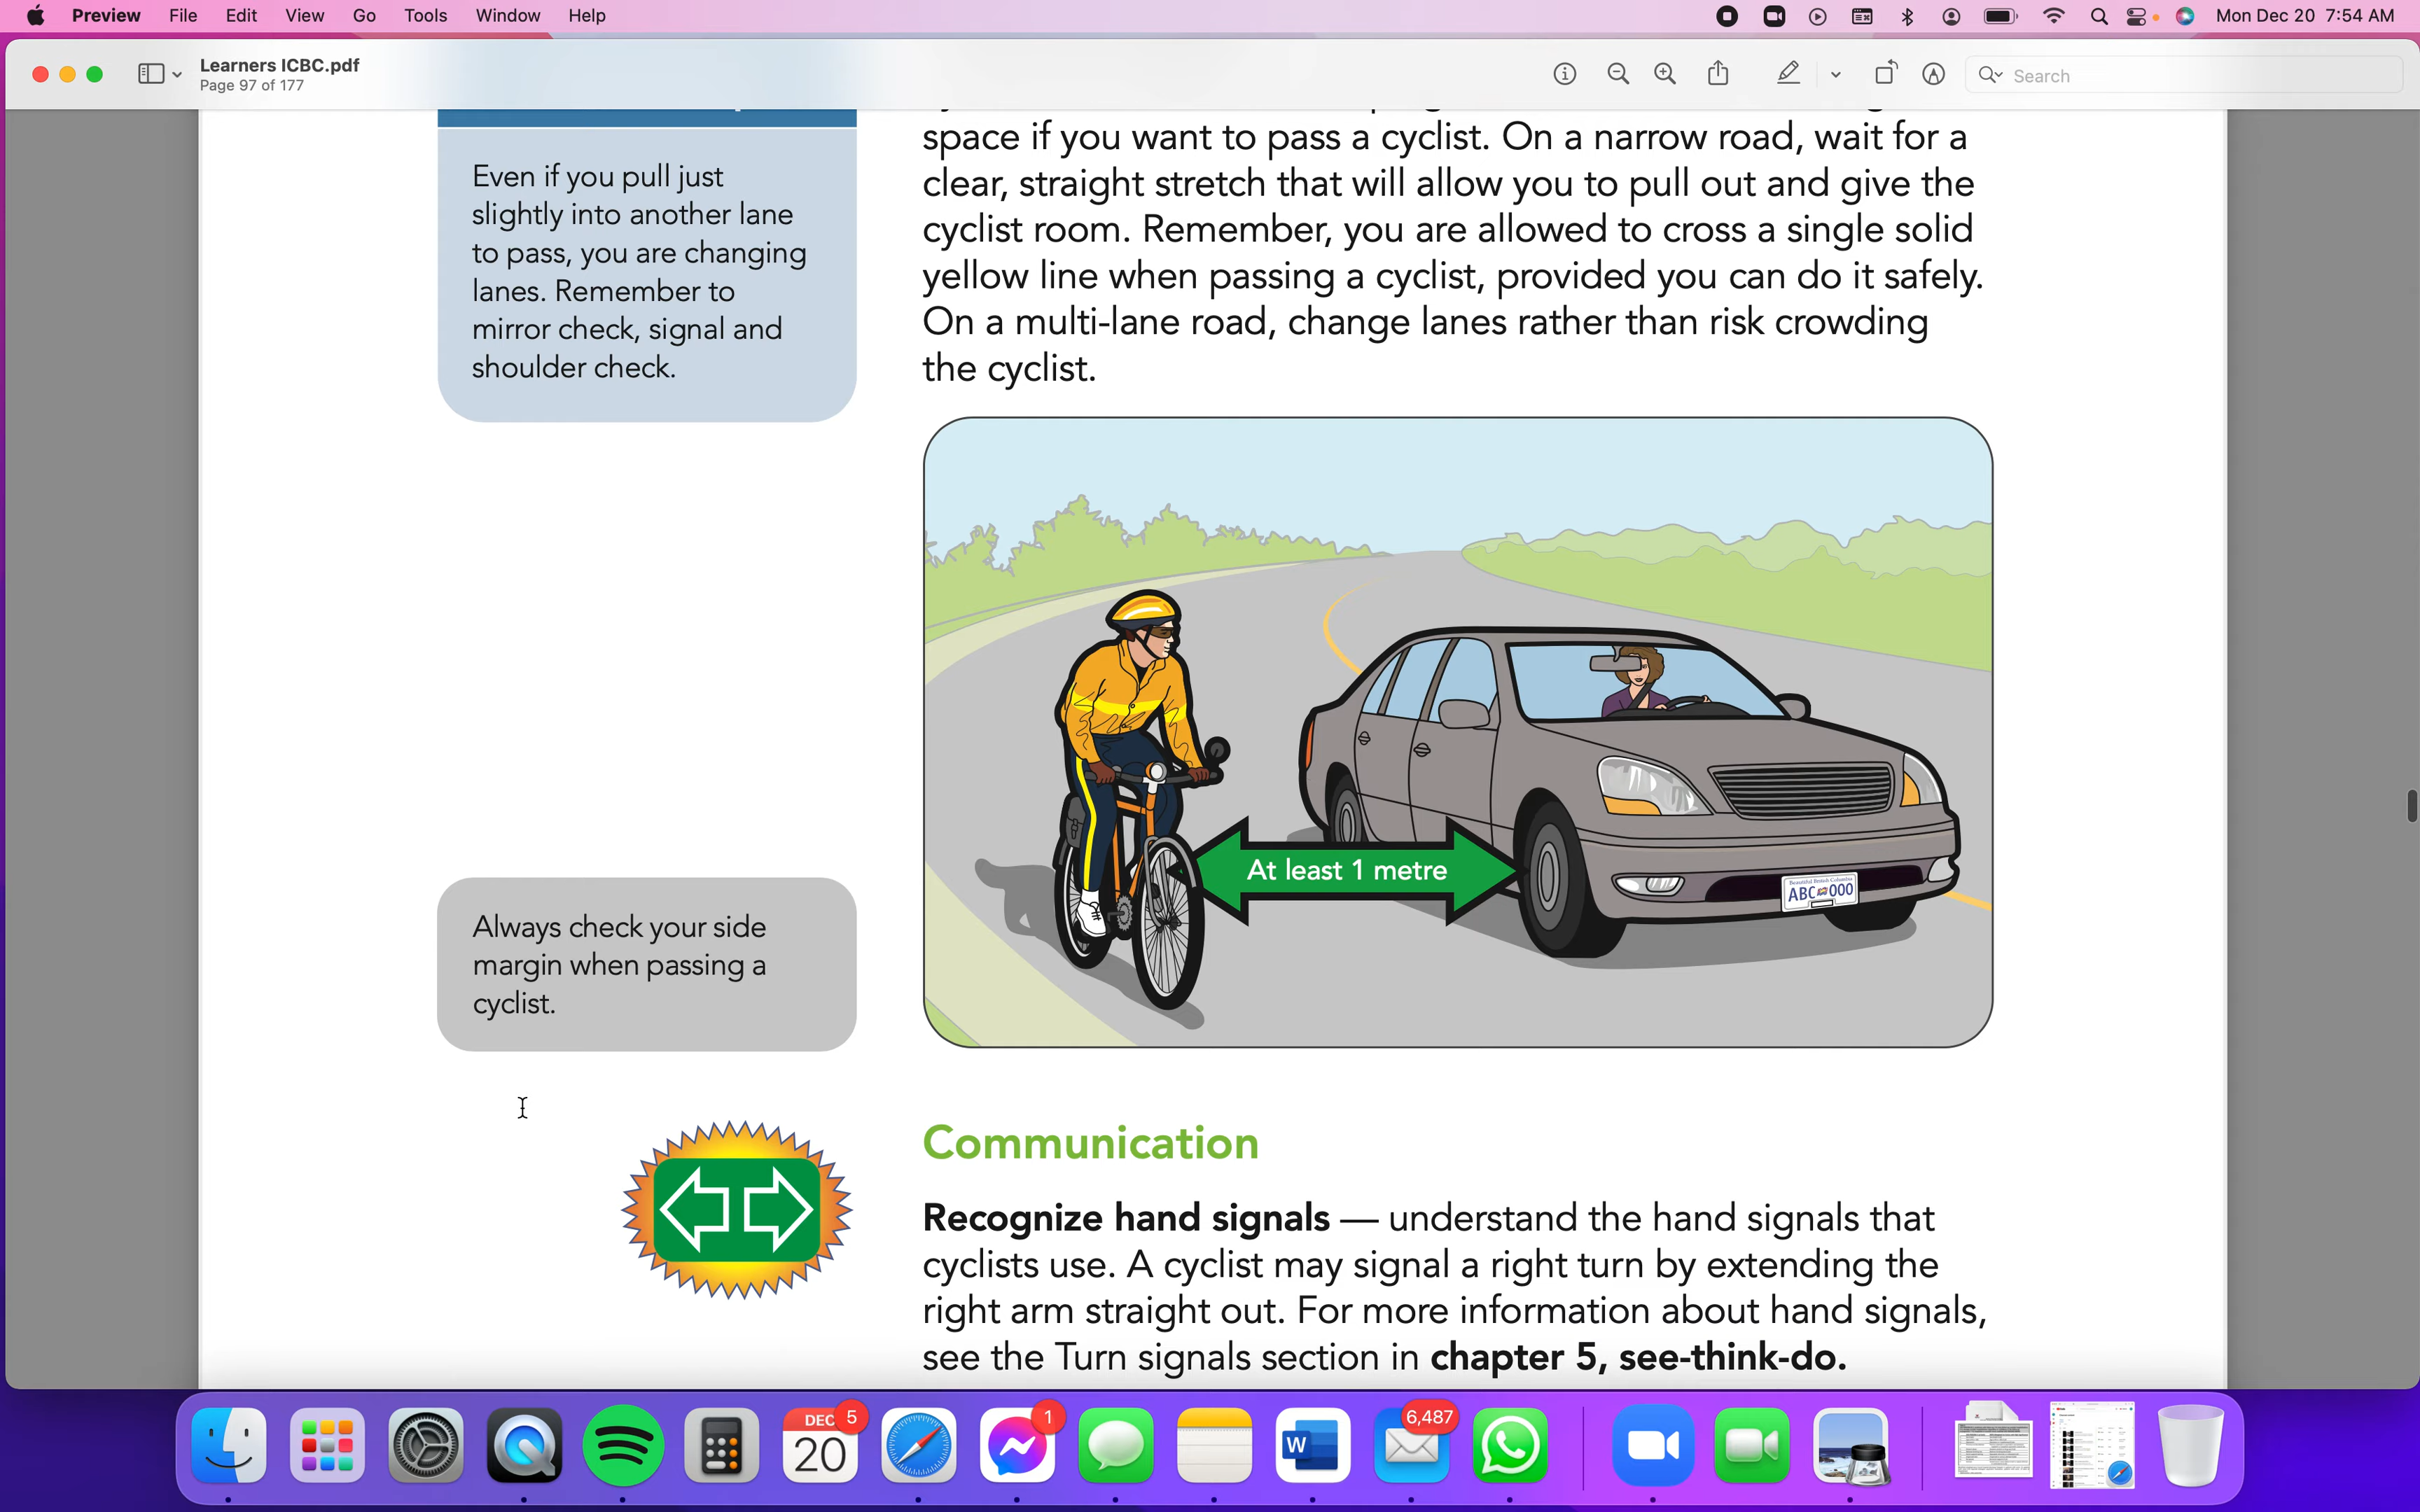 Preview File Edit View Go Tools Window Help Mon Dec 20 7:54 AM
Learners ICBC.pdf
Page 97 of 177
Search
Even if you pull just
slightly into another lane
to pass, you are changing
lanes. Remember to
mirror check, signal and
shoulder check.
space if you want to pass a cyclist. On a narrow road, wait for a
clear, straight stretch that will allow you to pull out and give the
cyclist room. Remember, you are allowed to cross a single solid
yellow line when passing a cyclist, provided you can do it safely.
On a multi-lane road, change lanes rather than risk crowding
the cyclist.
At least 1 metre
Beautiful British Columbia
ABC 000
Always check your side
margin when passing a
cyclist.
Communication
Recognize hand signals — understand the hand signals that
cyclists use. A cyclist may signal a right turn by extending the
right arm straight out. For more information about hand signals,
see the Turn signals section in chapter 5, see-think-do.
DEC 5
20
1
W
6,487